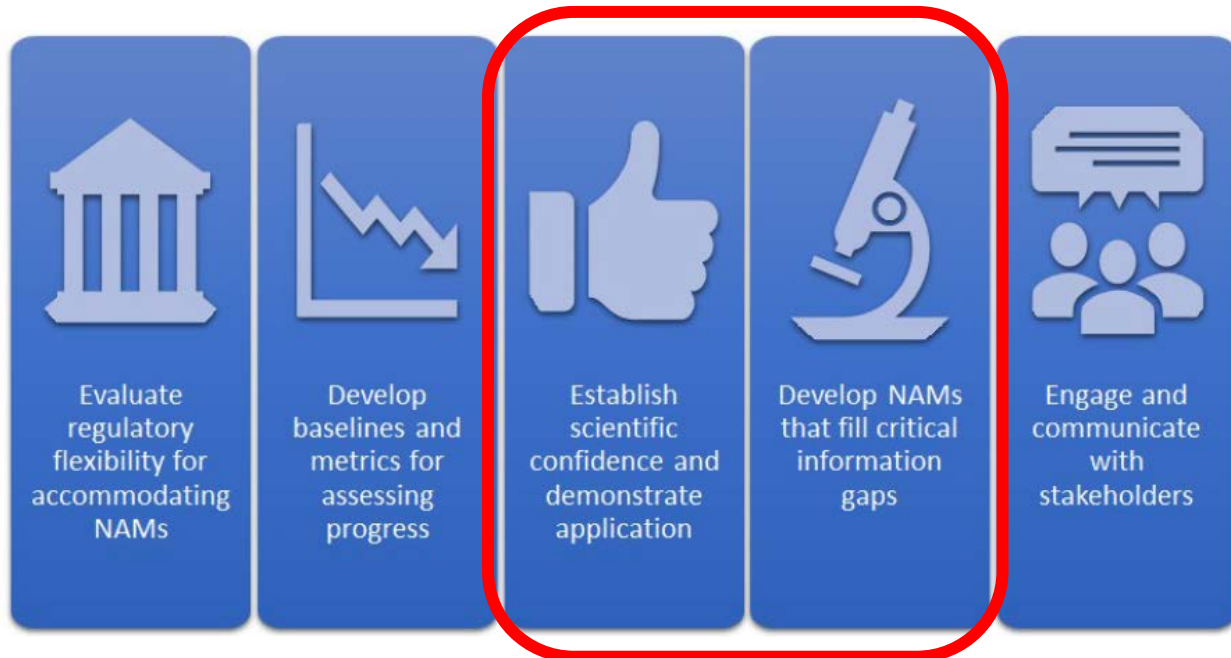 Evaluate
regulatory
flexibility for
accommodating
NAMs
Develop
baselines and
metrics for
assessing
progress
Establish
scientific
confidence and
demonstrate
application
Develop NAMs
that fill critical
information
gaps
Engage and
communicate
with
stakeholders